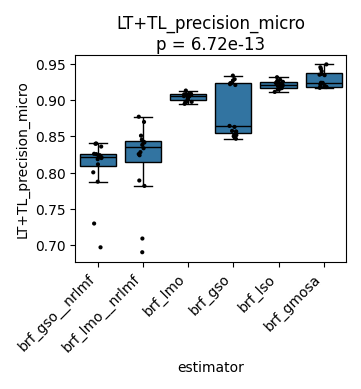 LT+TL_precision_micro
p = 6.72e-13
LT+TL_precision_micro
0.95
0.90
0.85
0.80
0.75
0.70
brf_gso__nrlmf
brf_lmo__nrlmf
brf_lmo
brf_gso
brf_lso
brf_gmosa
estimator